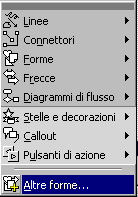 Linee
Connettori
Forme
Frecce
Diagrammi di flusso
Stelle e decorazioni
Callout
Pulsanti di azione
Altre forme...